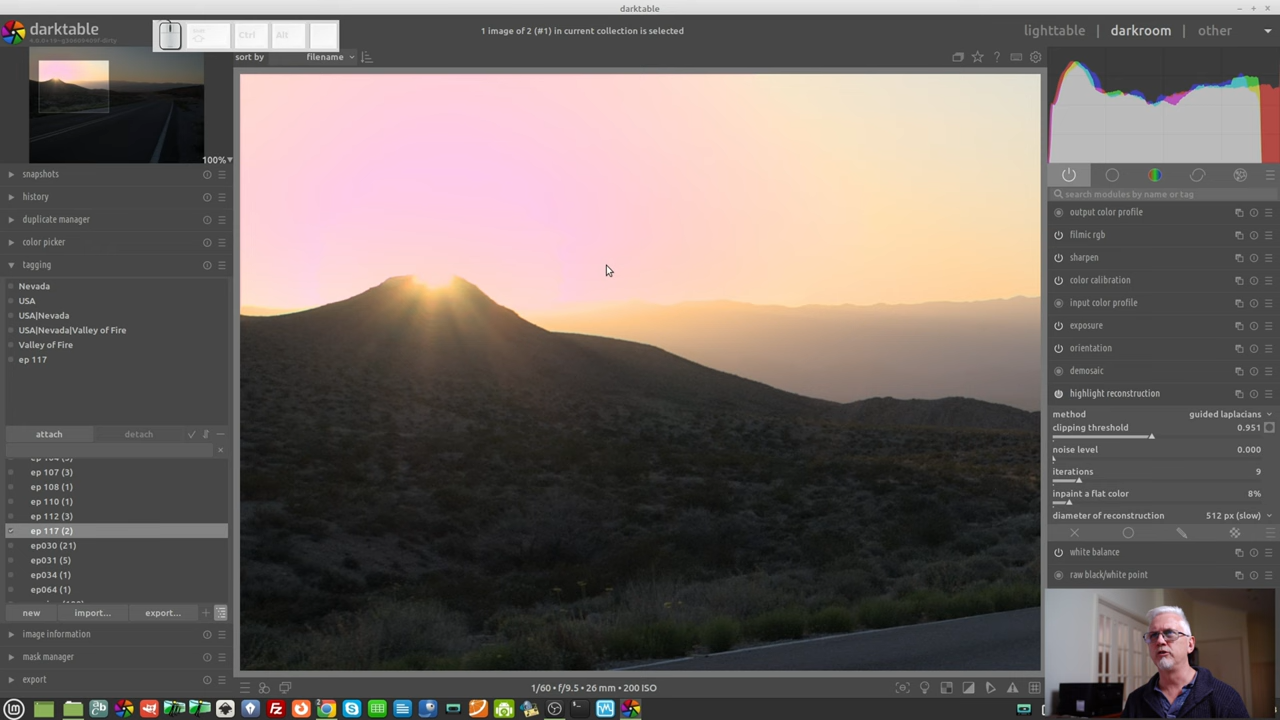 darktable
darktable
Ctrl
Alt
1 image of 2 (#1) in current collection is selected
lighttable | darkroom | other
sort by filename
100%
snapshots
history
duplicate manager
color picker
tagging
Nevada
USA
USA|Nevada
USA|Nevada|Valley of Fire
Valley of Fire
ep 117
attach detach
ep 107 (3)
ep 108 (1)
ep 110 (1)
ep 112 (3)
ep 117 (2)
ep030 (21)
ep031 (5)
ep034 (1)
ep064 (1)
new import... export...
image information
mask manager
export
1/60 • f/9.5 • 26 mm • 200 ISO
search modules by name or tag
output color profile
filmic rgb
sharpen
color calibration
input color profile
exposure
orientation
demosaic
highlight reconstruction
method guided laplacians
clipping threshold 0.951
noise level 0.000
iterations 9
inpaint a flat color 8%
diameter of reconstruction 512 px (slow)
white balance
raw black/white point